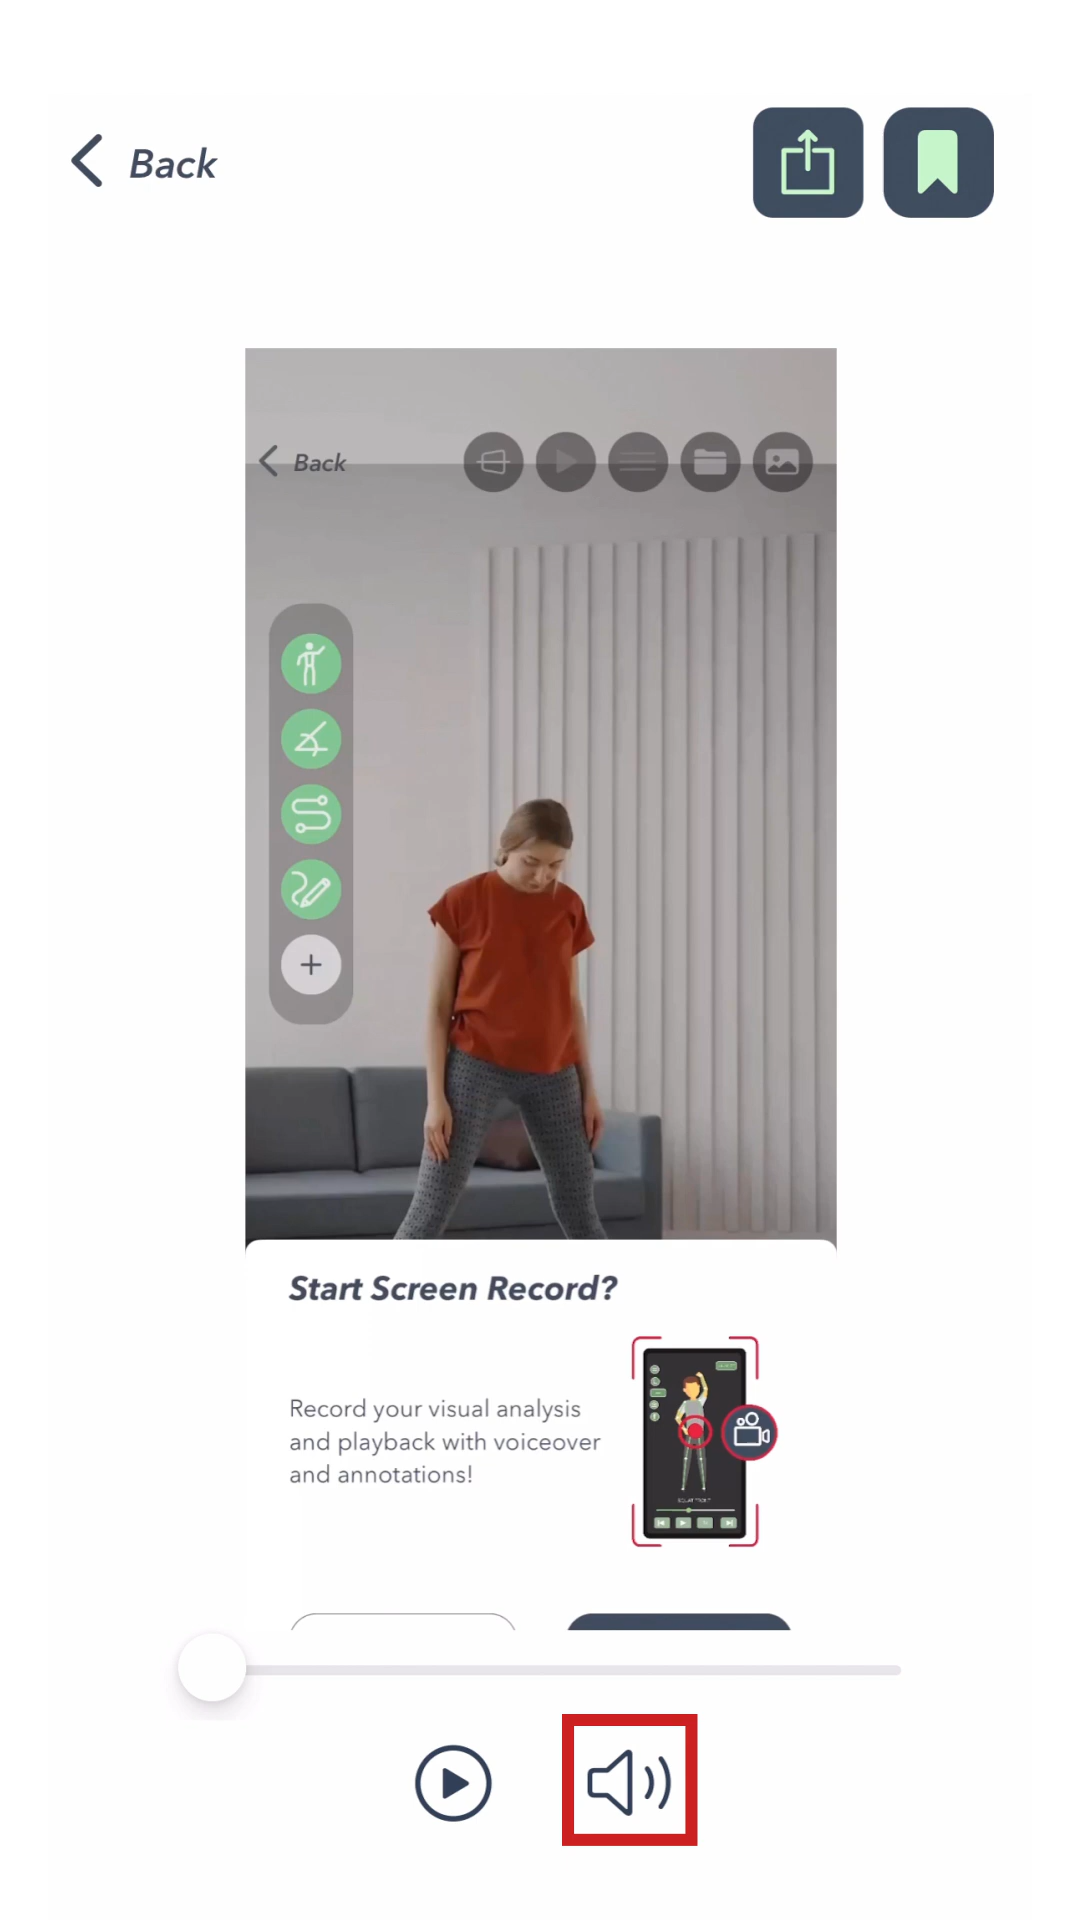 Back
Back
Start Screen Record?
Record your visual analysis
and playback with voiceover
and annotations!